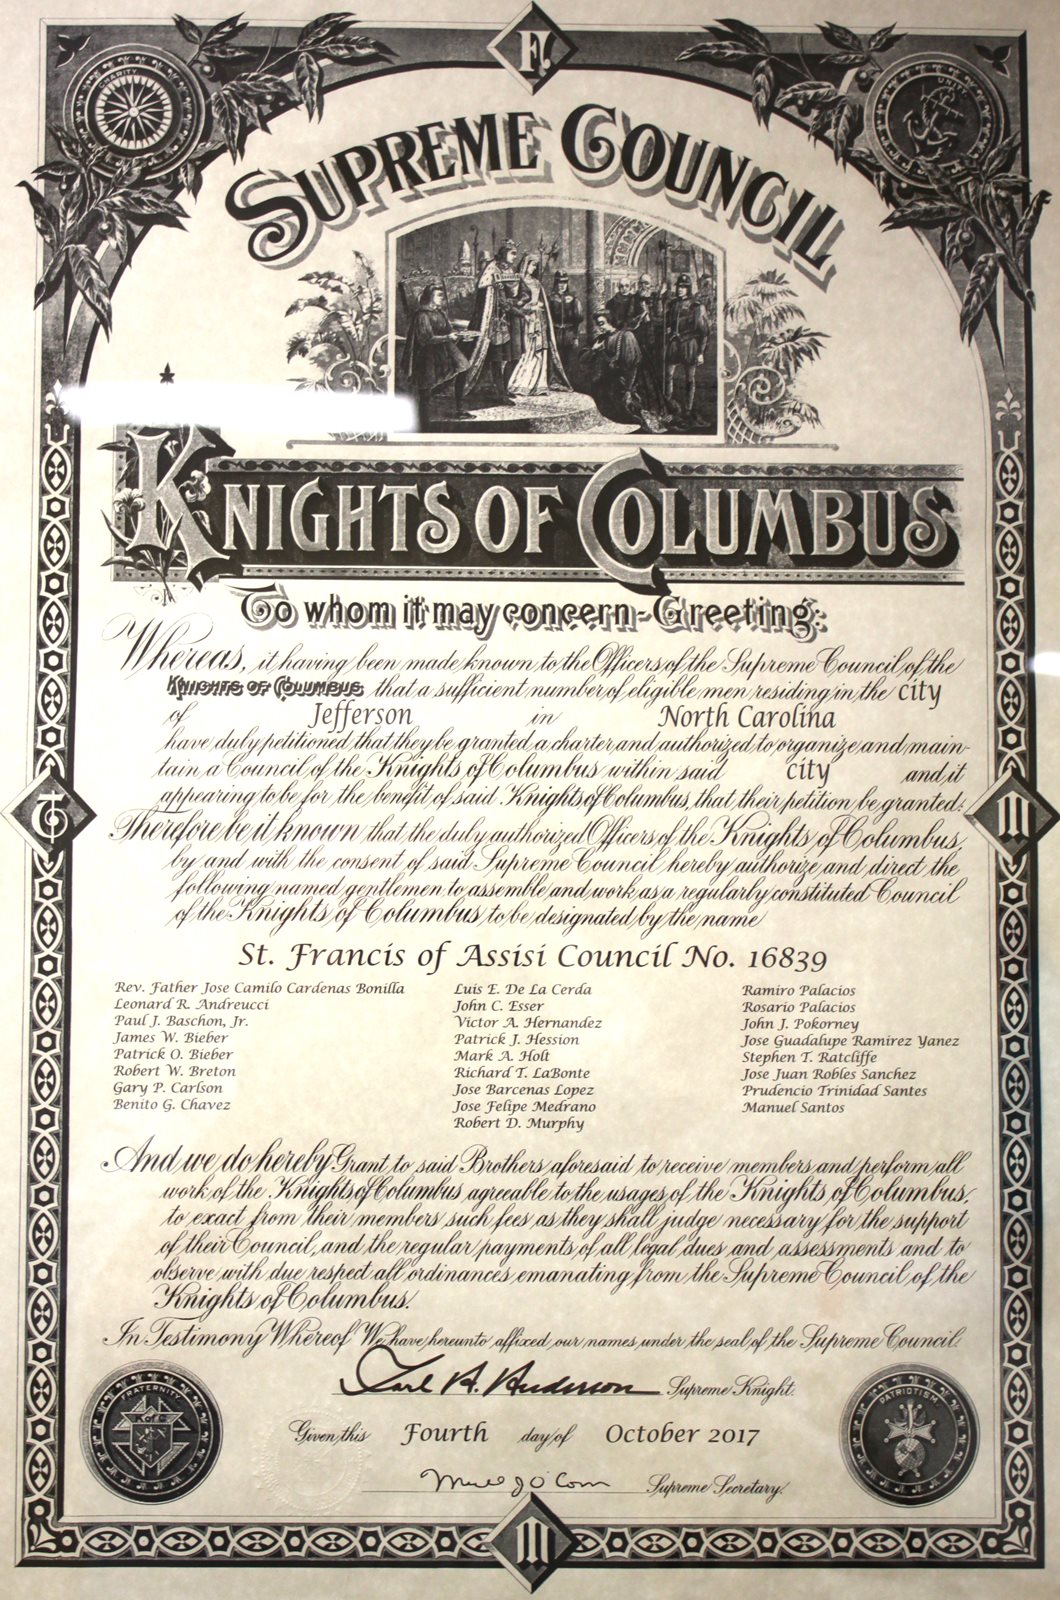 F.
CHARITY
UNITY
SUPREME COUNCIL
KNIGHTS OF COLUMBUS
To whom it may concern-Greeting:
Whereas, it having been made known to the Officers of the Supreme Council of the
KNIGHTS OF COLUMBUS that a sufficient number of eligible men residing in the city
of Jefferson in North Carolina
have duly petitioned that they be granted a charter and authorized to organize and main-
tain a Council of the Knights of Columbus within said city and it
appearing to be for the benefit of said Knights of Columbus, that their petition be granted:
Therefore be it known that the duly authorized Officers of the Knights of Columbus,
by and with the consent of said Supreme Council hereby authorize and direct the
following named gentlemen to assemble and work as a regularly constituted Council
of the Knights of Columbus to be designated by the name
St. Francis of Assisi Council No. 16839
Rev. Father Jose Camilo Cardenas Bonilla
Leonard R. Andreucci
Paul J. Baschon, Jr.
James W. Bieber
Patrick O. Bieber
Robert W. Breton
Gary P. Carlson
Benito G. Chavez
Luis E. De La Cerda
John C. Esser
Victor A. Hernandez
Patrick J. Hession
Mark A. Holt
Richard T. LaBonte
Jose Barcenas Lopez
Jose Felipe Medrano
Robert D. Murphy
Ramiro Palacios
Rosario Palacios
John J. Pokorney
Jose Guadalupe Ramirez Yanez
Stephen T. Ratcliffe
Jose Juan Robles Sanchez
Prudencio Trinidad Santes
Manuel Santos
And we do hereby Grant to said Brothers aforesaid to receive members and perform all
work of the Knights of Columbus agreeable to the usages of the Knights of Columbus,
to exact from their members such fees as they shall judge necessary for the support
of their Council, and the regular payments of all legal dues and assessments and to
observe with due respect all ordinances emanating from the Supreme Council of the
Knights of Columbus.
In Testimony Whereof We have hereunto affixed our names under the seal of the Supreme Council.
Carl A. Anderson Supreme Knight.
Given this Fourth day of October 2017
Supreme Secretary.
FRATERNITY
K of C
PATRIOTISM